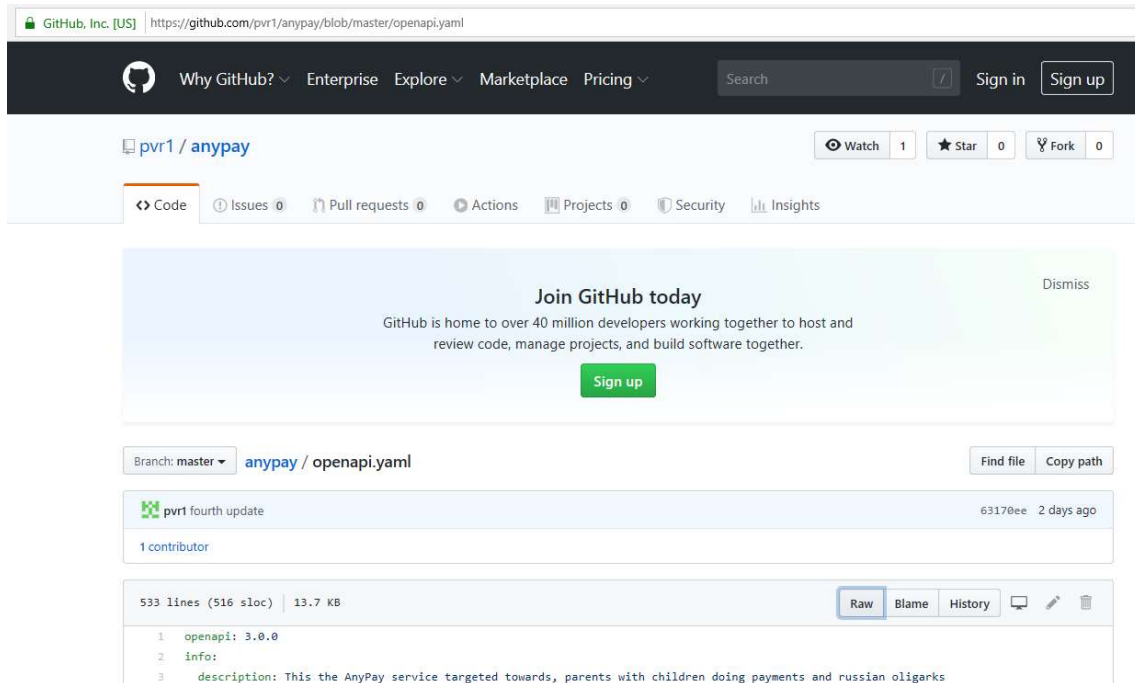 GitHub, Inc. [US] https://github.com/pvr1/anypay/blob/master/openapi.yaml
Why GitHub? Enterprise Explore Marketplace Pricing Search / Sign in Sign up
pvr1 / anypay Watch 1 Star 0 Fork 0
<> Code Issues 0 Pull requests 0 Actions Projects 0 Security Insights
Dismiss
Join GitHub today
GitHub is home to over 40 million developers working together to host and
review code, manage projects, and build software together.
Sign up
Branch: master anypay / openapi.yaml Find file Copy path
pvr1 fourth update 63170ee 2 days ago
1 contributor
533 lines (516 sloc) 13.7 KB Raw Blame History
1 openapi: 3.0.0
2 info:
3 description: This the AnyPay service targeted towards, parents with children doing payments and russian oligarks